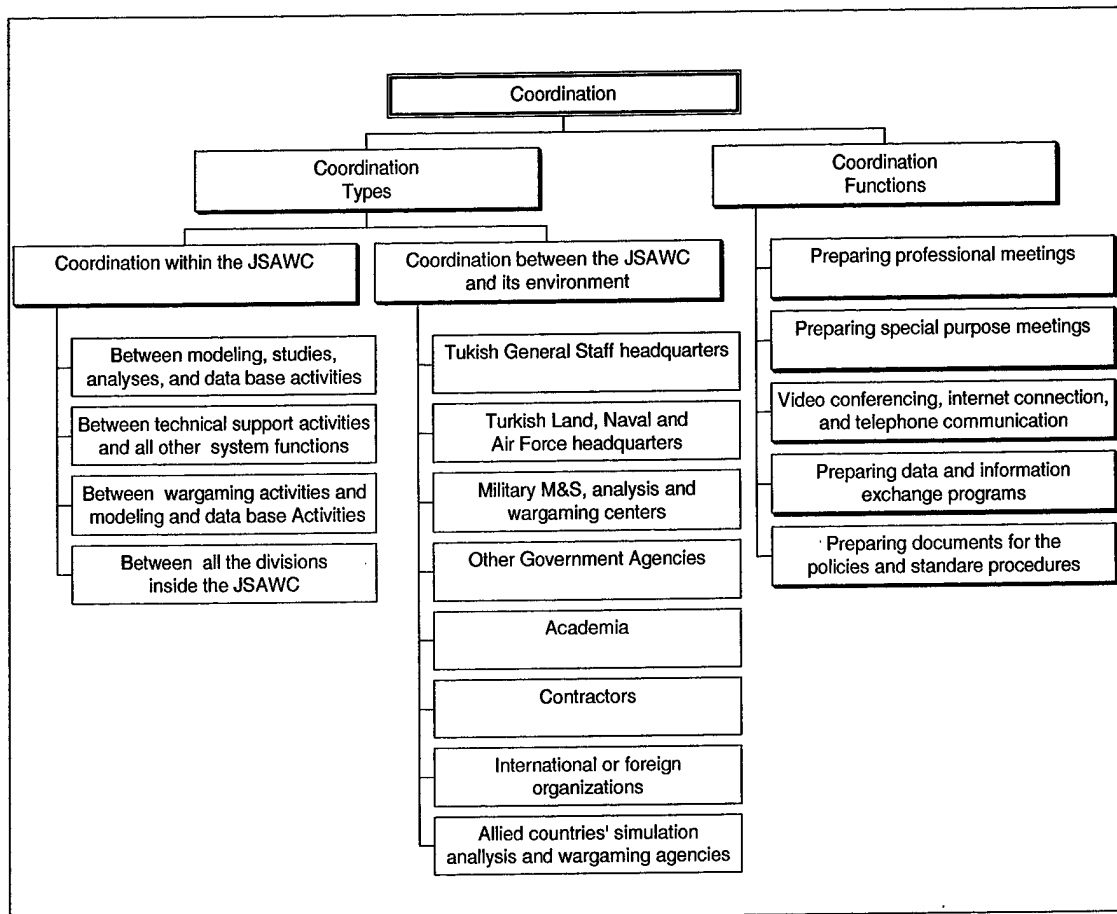 Coordination
Coordination
Types
Coordination
Functions
Coordination within the JSAWC
Coordination between the JSAWC
and its environment
Between modeling, studies,
analyses, and data base activities
Between technical support activities
and all other system functions
Between wargaming activities and
modeling and data base Activities
Between all the divisions
inside the JSAWC
Tukish General Staff headquarters
Turkish Land, Naval and
Air Force headquarters
Military M&S, analysis and
wargaming centers
Other Government Agencies
Academia
Contractors
International or foreign
organizations
Allied countries' simulation
anallysis and wargaming agencies
Preparing professional meetings
Preparing special purpose meetings
Video conferencing, internet connection,
and telephone communication
Preparing data and information
exchange programs
Preparing documents for the
policies and standare procedures